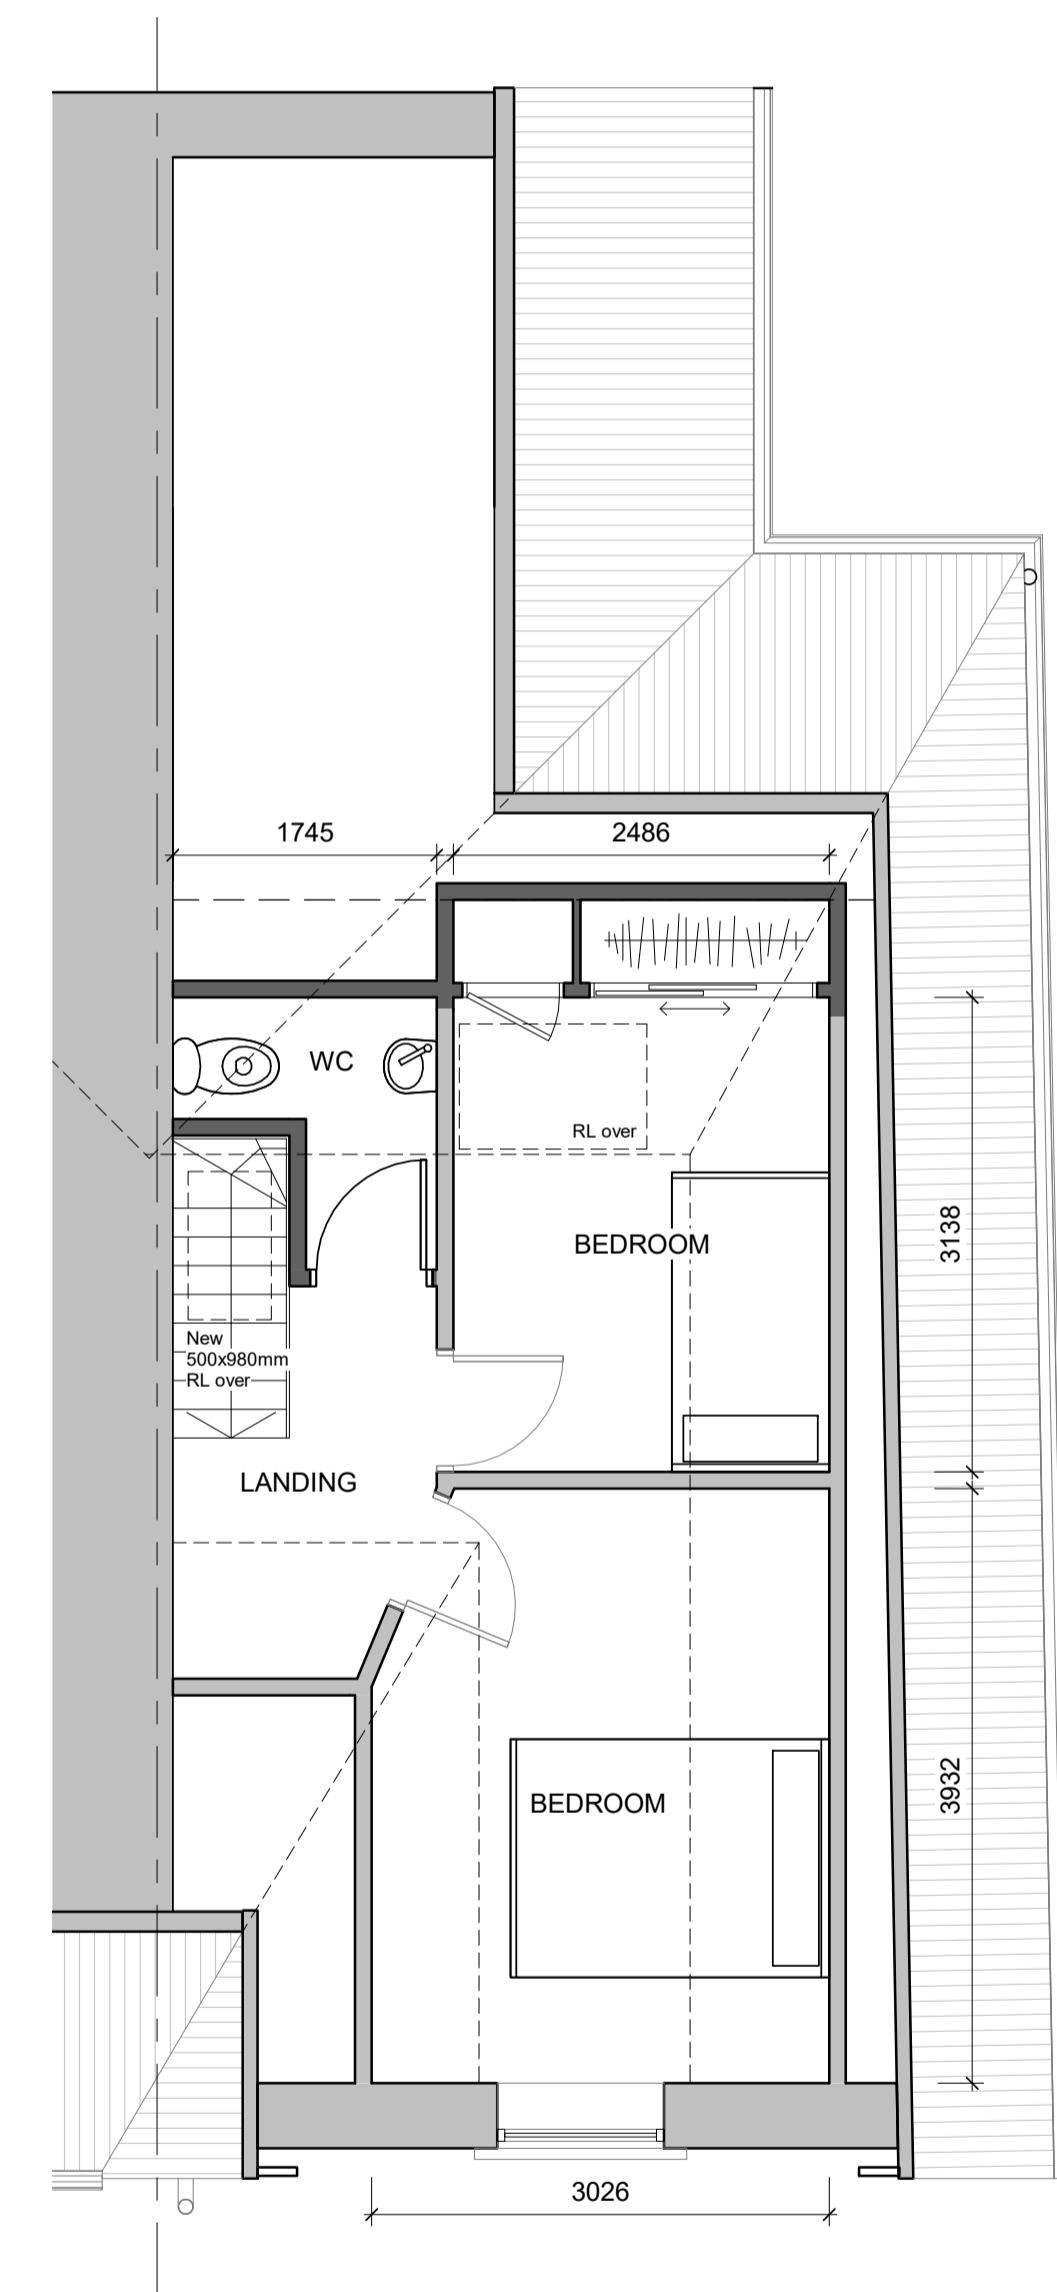 1745
2486
WC
RL over
BEDROOM
3138
New
500x980mm
RL over
LANDING
3932
BEDROOM
3026